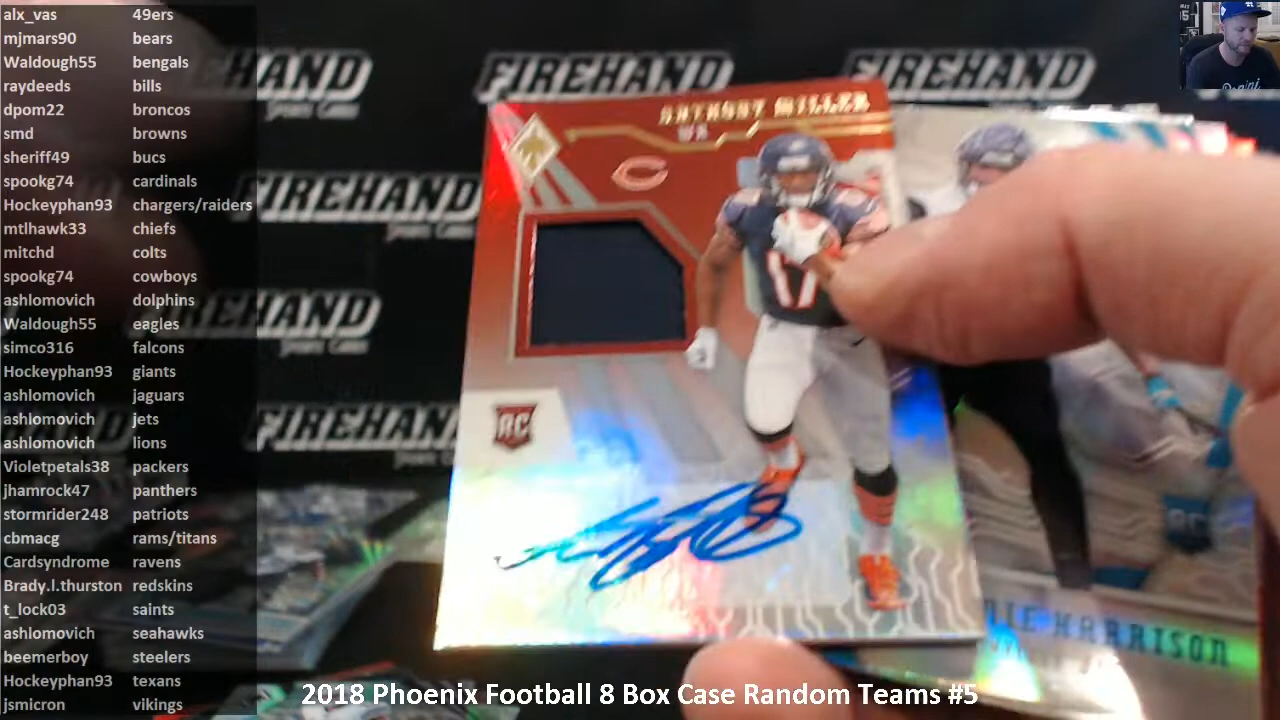 alx_vas 49ers
mjmars90 bears
Waldough55 bengals
raydeeds bills
dpom22 broncos
smd browns
sheriff49 bucs
spookg74 cardinals
Hockeyphan93 chargers/raiders
mtlhawk33 chiefs
mitchd colts
spookg74 cowboys
ashlomovich dolphins
Waldough55 eagles
simco316 falcons
Hockeyphan93 giants
ashlomovich jaguars
ashlomovich jets
ashlomovich lions
Violetpetals38 packers
jhamrock47 panthers
stormrider248 patriots
cbmacg rams/titans
Cardsyndrome ravens
Brady.l.thurston redskins
t_lock03 saints
ashlomovich seahawks
beemerboy steelers
Hockeyphan93 texans
jsmicron vikings
FIREHAND
FIREHAND
FIREHAND
FIREHAND
FIREHAND
FIREHAND
ANTHONY MILLER
WR
17
RC
RC
HARRISON
2018 Phoenix Football 8 Box Case Random Teams #5